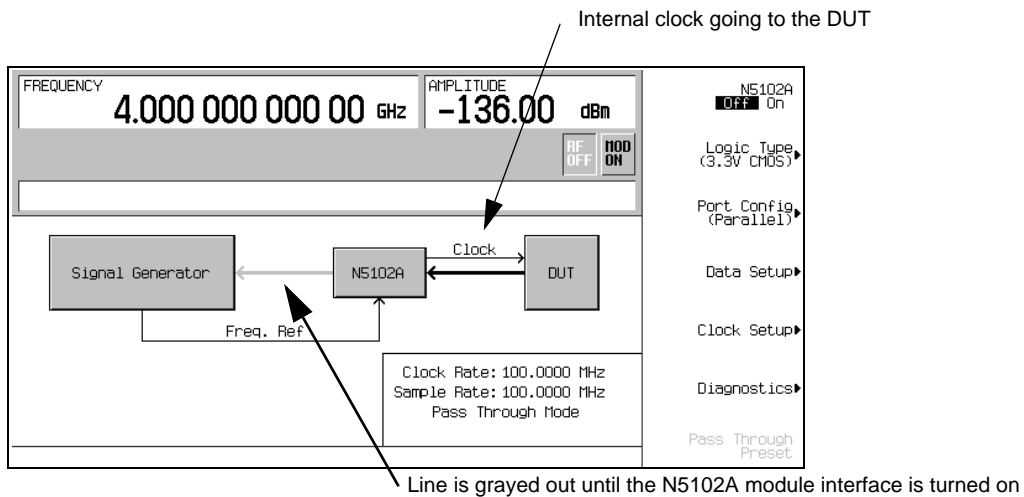 Internal clock going to the DUT
FREQUENCY
4.000 000 000 00 GHz
AMPLITUDE
-136.00 dBm
RF
OFF
MOD
ON
N5102A
Off On
Logic Type
(3.3V CMOS)
Port Config
(Parallel)
Data Setup
Clock Setup
Diagnostics
Pass Through
Preset
Signal Generator
N5102A
Clock
DUT
Freq. Ref
Clock Rate: 100.0000 MHz
Sample Rate: 100.0000 MHz
Pass Through Mode
Line is grayed out until the N5102A module interface is turned on